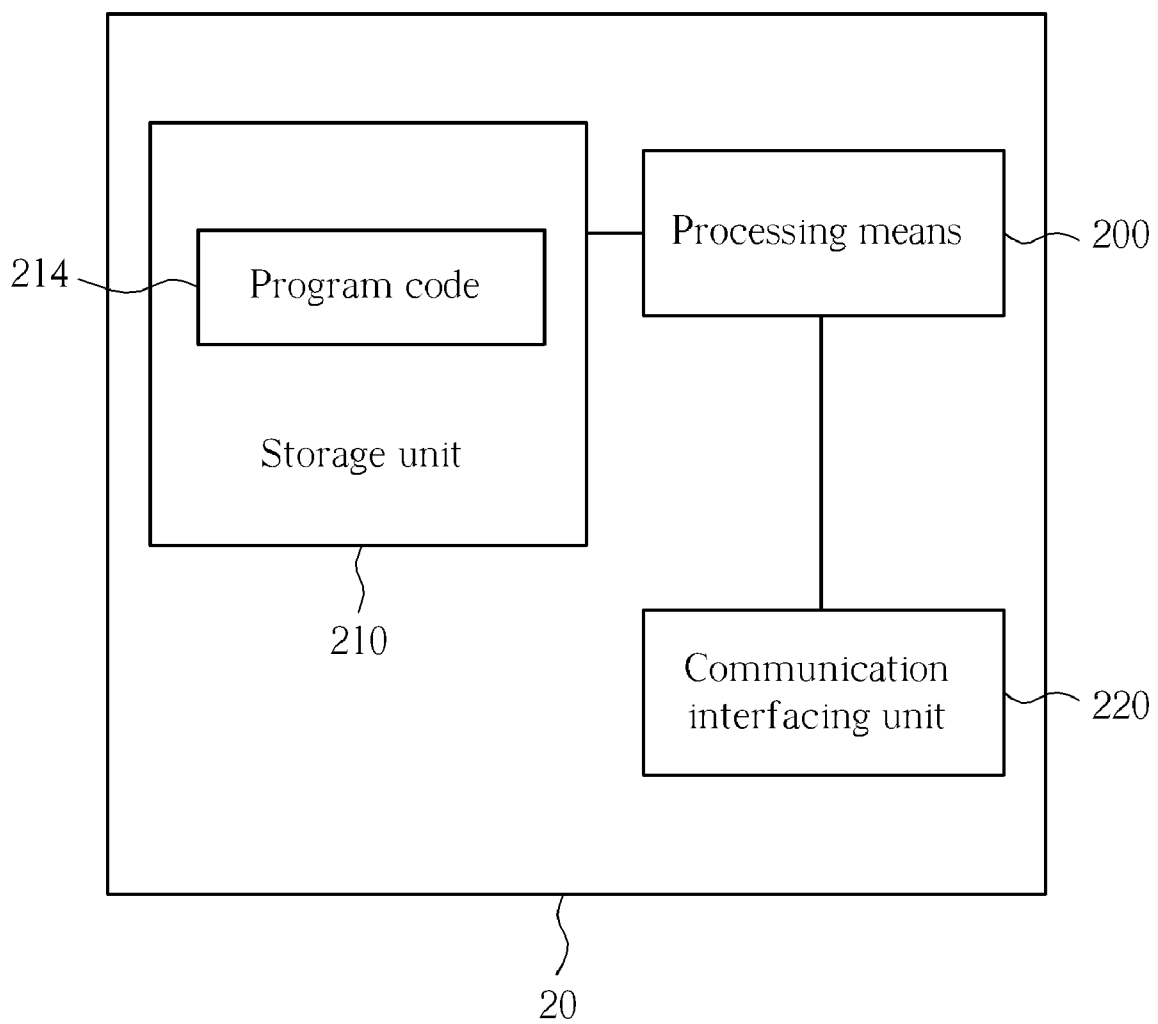 Processing means
200
214
Program code
Storage unit
210
Communication
interfacing unit
220
20